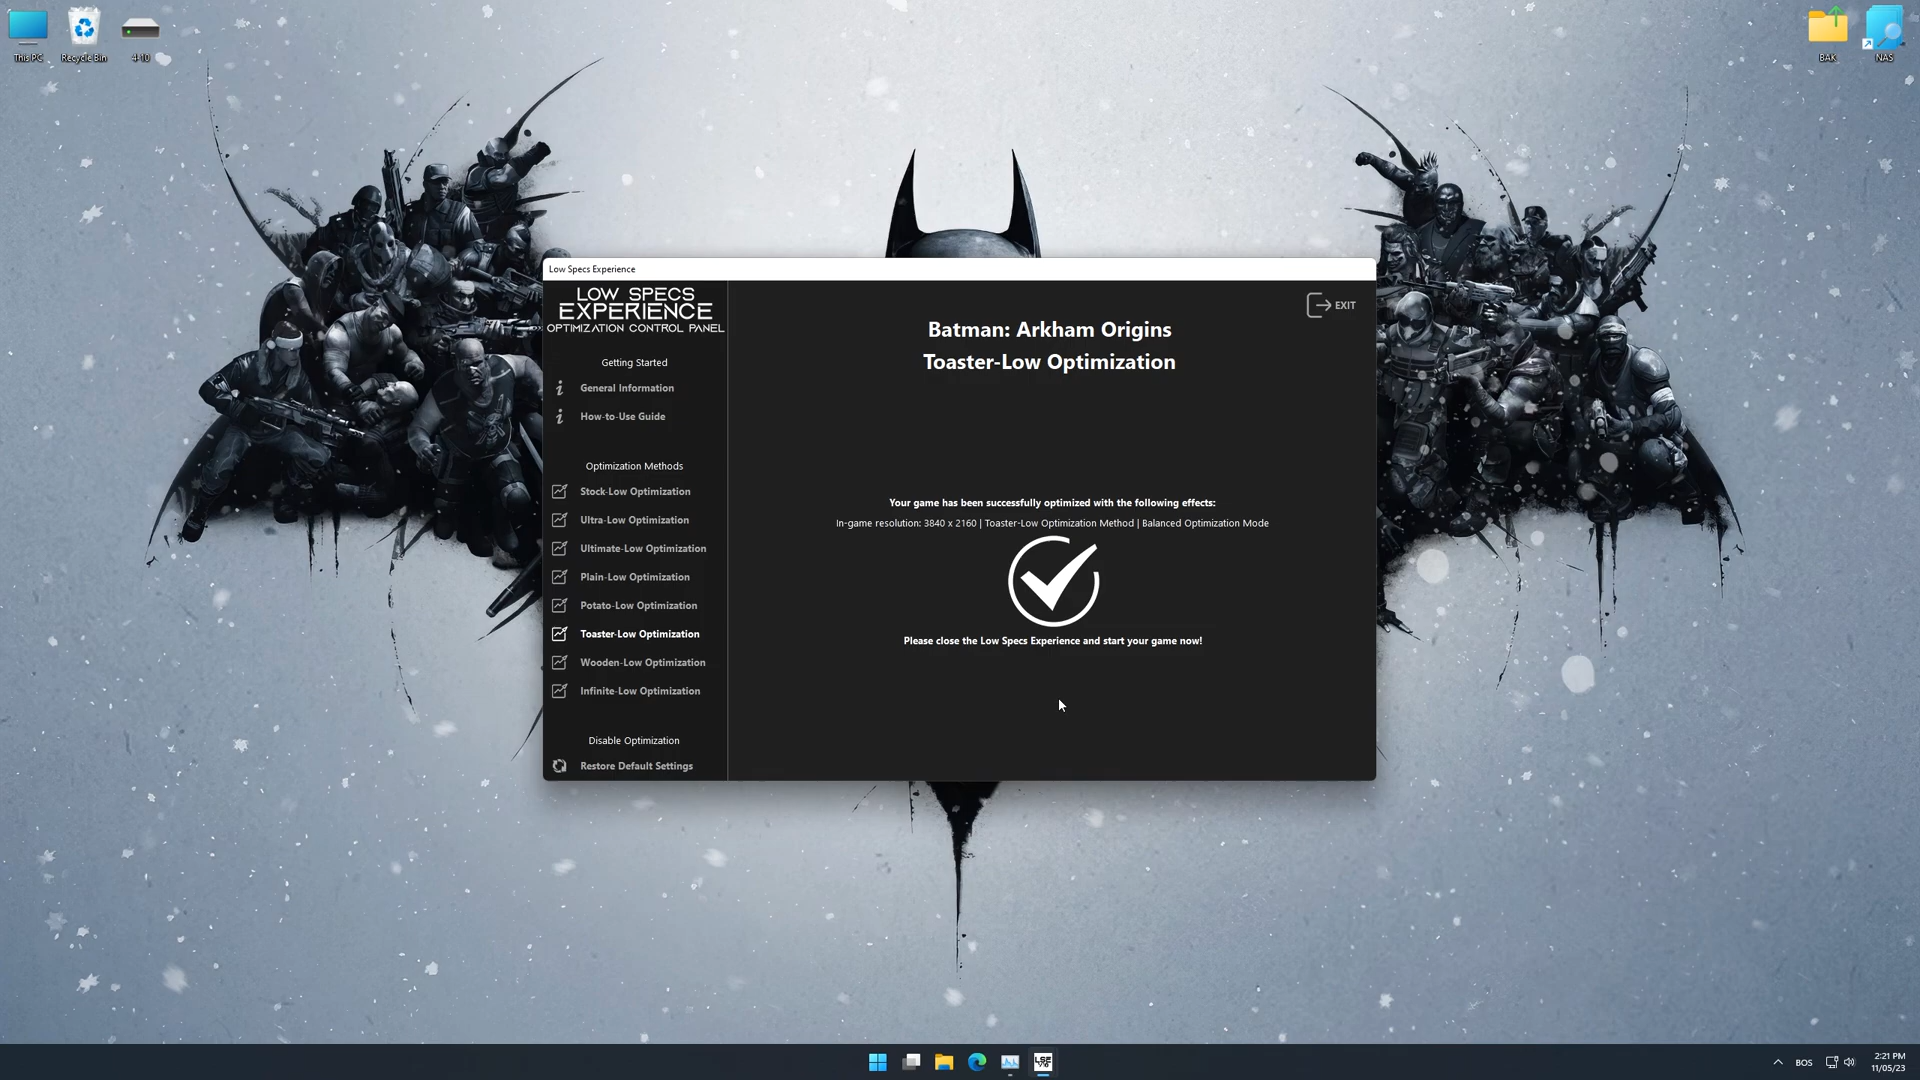 This PC
Recycle Bin
4-10
BAK
NAS
Low Specs Experience
LOW SPECS
EXPERIENCE
OPTIMIZATION CONTROL PANEL
Getting Started
General Information
How-to-Use Guide
Optimization Methods
Stock-Low Optimization
Ultra-Low Optimization
Ultimate-Low Optimization
Plain-Low Optimization
Potato-Low Optimization
Toaster-Low Optimization
Wooden-Low Optimization
Infinite-Low Optimization
Disable Optimization
Restore Default Settings
EXIT
Batman: Arkham Origins
Toaster-Low Optimization
Your game has been successfully optimized with the following effects:
In-game resolution: 3840 x 2160 | Toaster-Low Optimization Method | Balanced Optimization Mode
Please close the Low Specs Experience and start your game now!
LSE
BOS
2:21 PM
11/05/23